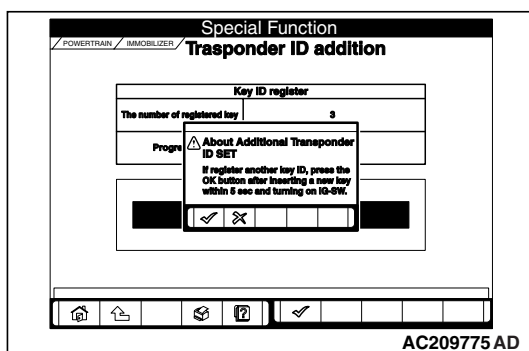 Special Function
POWERTRAIN / IMMOBILIZER /
Trasponder ID addition
Key ID register
The number of registered key 3
Progre
About Additional Transponder
ID SET
If register another key ID, press the
OK button after inserting a new key
within 5 sec and turning on IG-SW.
AC209775 AD